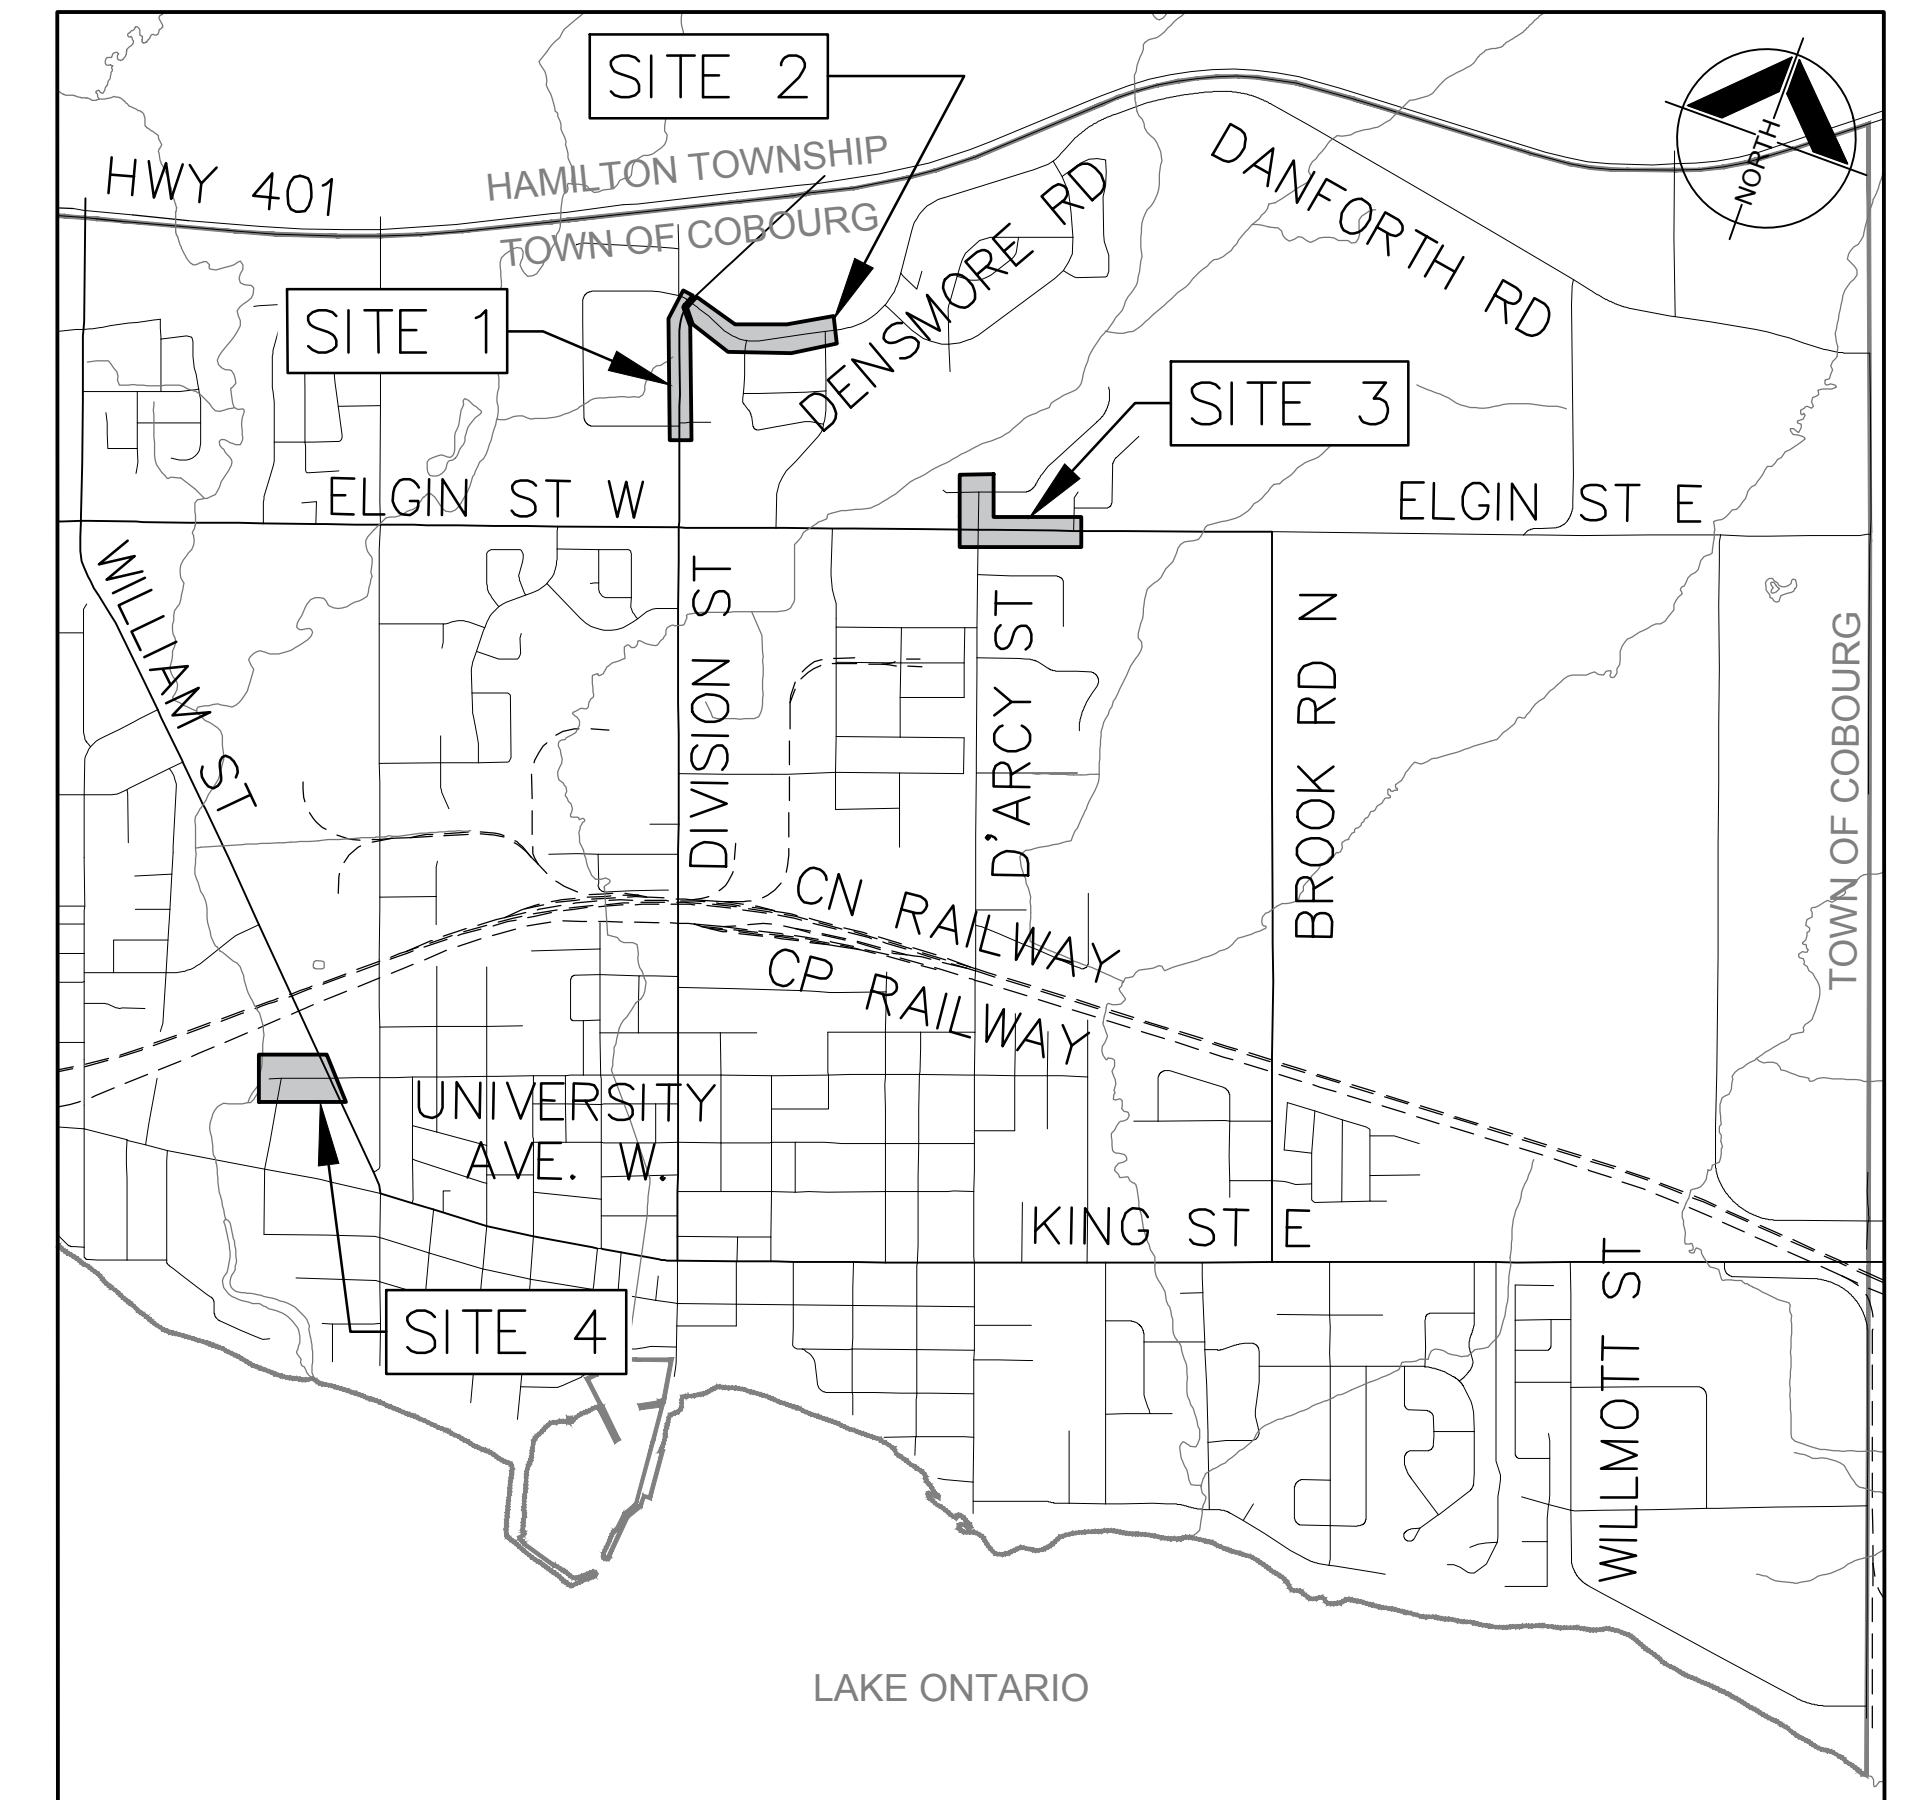 SITE 2
HAMILTON TOWNSHIP
HWY 401
TOWN OF COBOURG
DENSMORE RD
DANFORTH RD
NORTH
SITE 1
SITE 3
ELGIN ST W
ELGIN ST E
WILLIAM ST
DIVISION ST
D'ARCY ST
BROOK RD N
TOWN OF COBOURG
CN RAILWAY
CP RAILWAY
UNIVERSITY
AVE. W.
KING ST E
WILLMOTT ST
SITE 4
LAKE ONTARIO